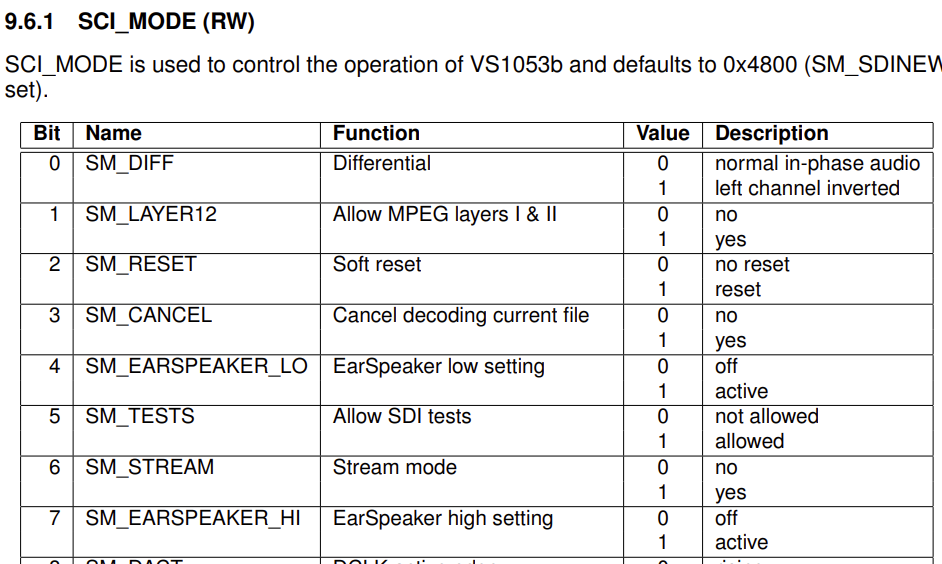 9.6.1 SCI_MODE (RW)
SCI_MODE is used to control the operation of VS1053b and defaults to 0x4800 (SM_SDINEW
set).
Bit Name Function Value Description
0 SM_DIFF Differential 0 normal in-phase audio
1 left channel inverted
1 SM_LAYER12 Allow MPEG layers I & II 0 no
1 yes
2 SM_RESET Soft reset 0 no reset
1 reset
3 SM_CANCEL Cancel decoding current file 0 no
1 yes
4 SM_EARSPEAKER_LO EarSpeaker low setting 0 off
1 active
5 SM_TESTS Allow SDI tests 0 not allowed
1 allowed
6 SM_STREAM Stream mode 0 no
1 yes
7 SM_EARSPEAKER_HI EarSpeaker high setting 0 off
1 active